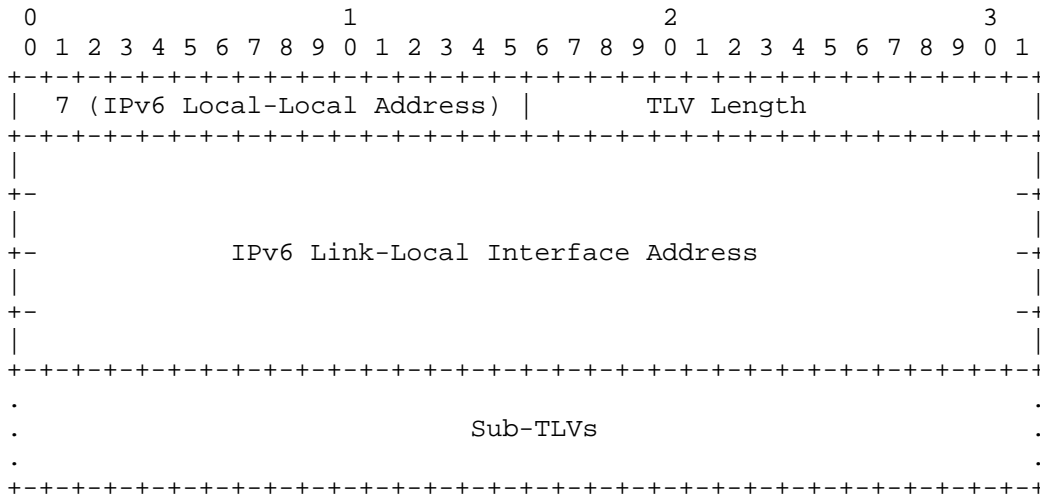 0                   1                   2                   3
 0 1 2 3 4 5 6 7 8 9 0 1 2 3 4 5 6 7 8 9 0 1 2 3 4 5 6 7 8 9 0 1
+-+-+-+-+-+-+-+-+-+-+-+-+-+-+-+-+-+-+-+-+-+-+-+-+-+-+-+-+-+-+-+-+
|  7 (IPv6 Local-Local Address) |       TLV Length              |
+-+-+-+-+-+-+-+-+-+-+-+-+-+-+-+-+-+-+-+-+-+-+-+-+-+-+-+-+-+-+-+-+
|                                                               |
+-                                                             -+
|                                                               |
+-            IPv6 Link-Local Interface Address                -+
|                                                               |
+-                                                             -+
|                                                               |
+-+-+-+-+-+-+-+-+-+-+-+-+-+-+-+-+-+-+-+-+-+-+-+-+-+-+-+-+-+-+-+-+
.                                                               .
.                            Sub-TLVs                           .
.                                                               .
+-+-+-+-+-+-+-+-+-+-+-+-+-+-+-+-+-+-+-+-+-+-+-+-+-+-+-+-+-+-+-+-+